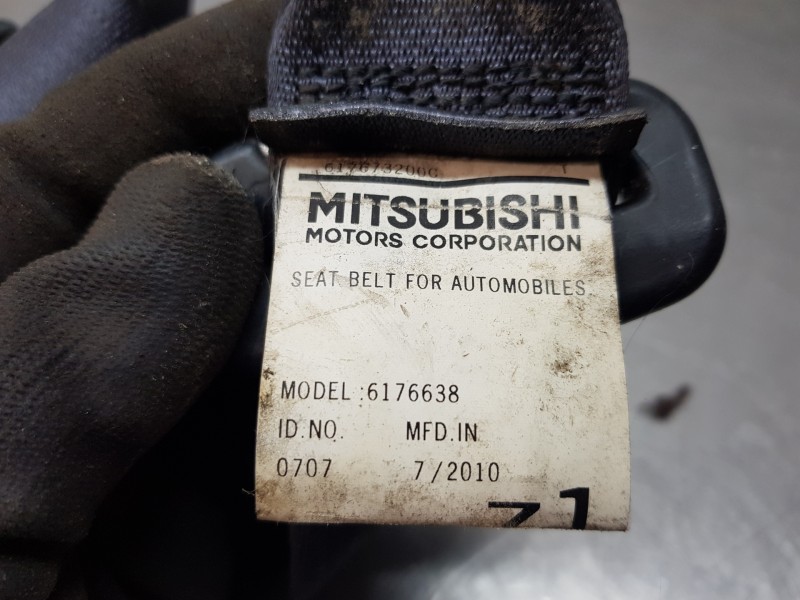 MITSUBISHI
MOTORS CORPORATION
SEAT BELT FOR AUTOMOBILES
MODEL :6176638
ID.NO. MFD.IN
0707 7/2010